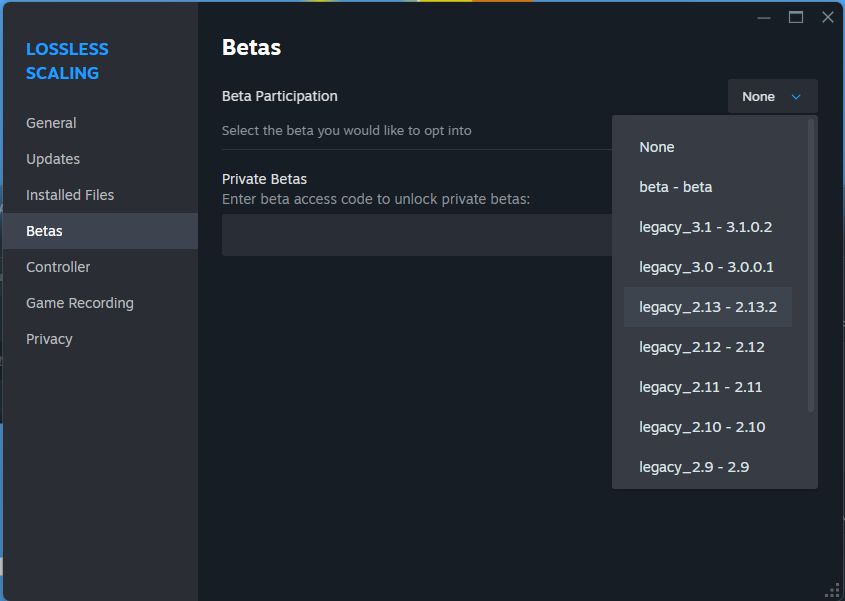 LOSSLESS
SCALING
General
Updates
Installed Files
Betas
Controller
Game Recording
Privacy
Betas
Beta Participation
None
Select the beta you would like to opt into
Private Betas
Enter beta access code to unlock private betas:
None
beta - beta
legacy_3.1 - 3.1.0.2
legacy_3.0 - 3.0.0.1
legacy_2.13 - 2.13.2
legacy_2.12 - 2.12
legacy_2.11 - 2.11
legacy_2.10 - 2.10
legacy_2.9 - 2.9